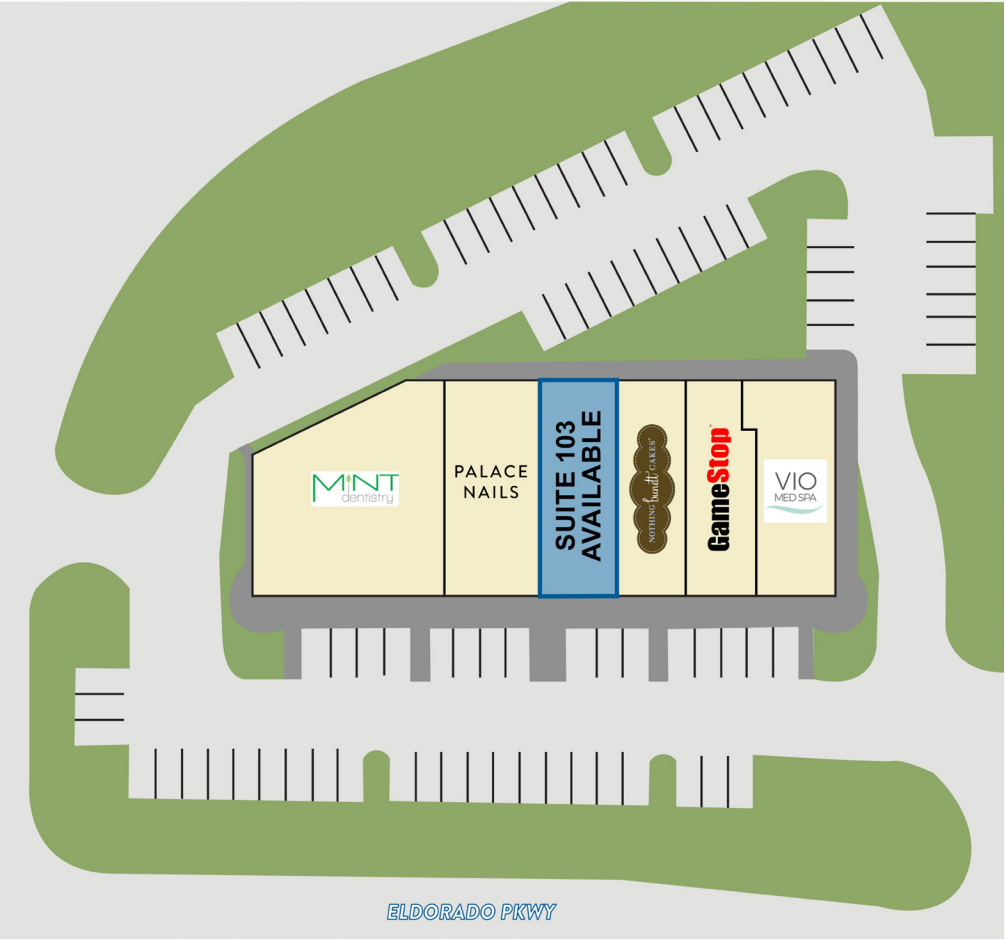 MINT
dentistry
PALACE
NAILS
SUITE 103
AVAILABLE
NOTHING bundt CAKES
GameStop
VIO
MED SPA
ELDORADO PKWY